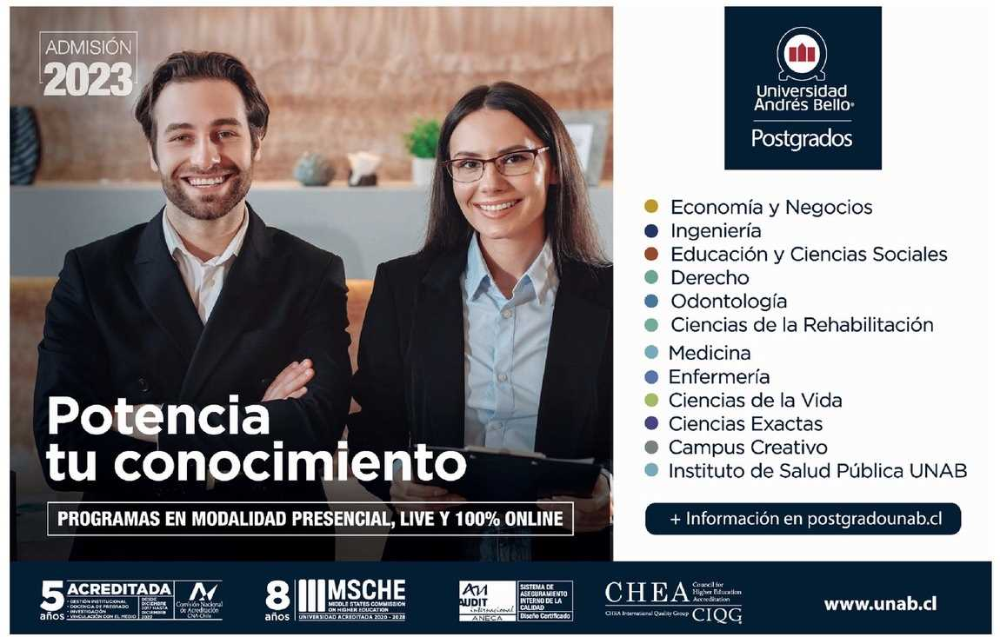 ADMISIÓN
2023
Potencia
tu conocimiento
PROGRAMAS EN MODALIDAD PRESENCIAL, LIVE Y 100% ONLINE
Universidad
Andrés Bello®
Postgrados
Economía y Negocios
Ingeniería
Educación y Ciencias Sociales
Derecho
Odontología
Ciencias de la Rehabilitación
Medicina
Enfermería
Ciencias de la Vida
Ciencias Exactas
Campus Creativo
Instituto de Salud Pública UNAB
+ Información en postgradounab.cl
5 años
ACREDITADA
- GESTIÓN INSTITUCIONAL
- DOCENCIA DE PREGRADO
- INVESTIGACIÓN
- VINCULACIÓN CON EL MEDIO
DESDE
DICIEMBRE
2017 HASTA
DICIEMBRE
2022
Comisión Nacional
de Acreditación
CNA-Chile
8 años
MSCHE
MIDDLE STATES COMMISSION
ON HIGHER EDUCATION
UNIVERSIDAD ACREDITADA 2020 - 2028
AUDIT
internacional
ANECA
SISTEMA DE
ASEGURAMIENTO
INTERNO DE LA
CALIDAD
Diseño Certificado
CHEA
Council for
Higher Education
Accreditation
CHEA International Quality Group
CIQG
www.unab.cl